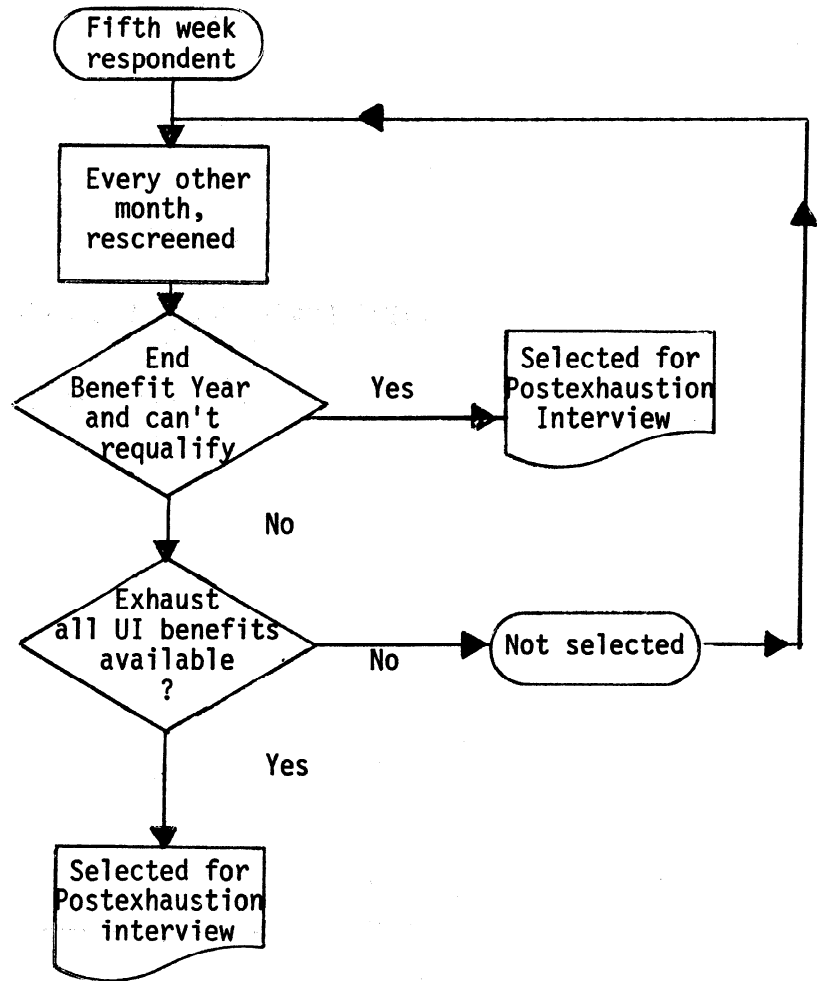 Fifth week
respondent
Every other
month,
rescreened
End
Benefit Year
and can't
requalify
Yes
Selected for
Postexhaustion
Interview
No
Exhaust
all UI benefits
available
?
No
Not selected
Yes
Selected for
Postexhaustion
interview